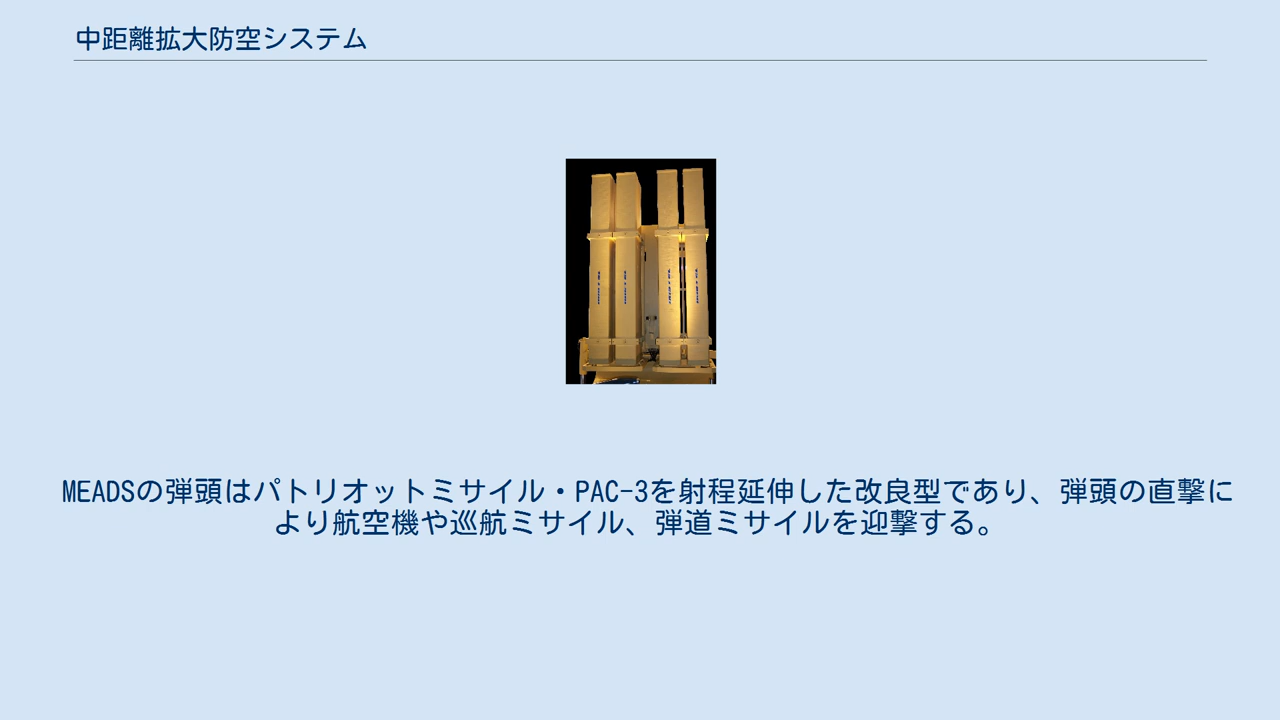 中距離拡大防空システム
MEADSの弾頭はパトリオットミサイル・PAC-3を射程延伸した改良型であり、弾頭の直撃に
より航空機や巡航ミサイル、弾道ミサイルを迎撃する。